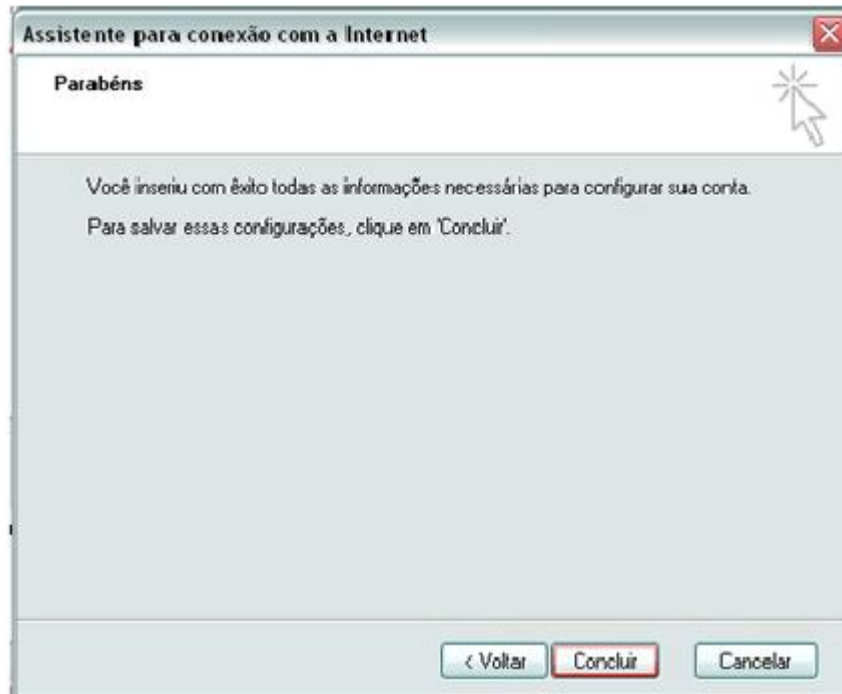 Assistente para conexão com a Internet
Parabéns
Você inseriu com êxito todas as informações necessárias para configurar sua conta.
Para salvar essas configurações, clique em 'Concluir'.
< Voltar Concluir Cancelar